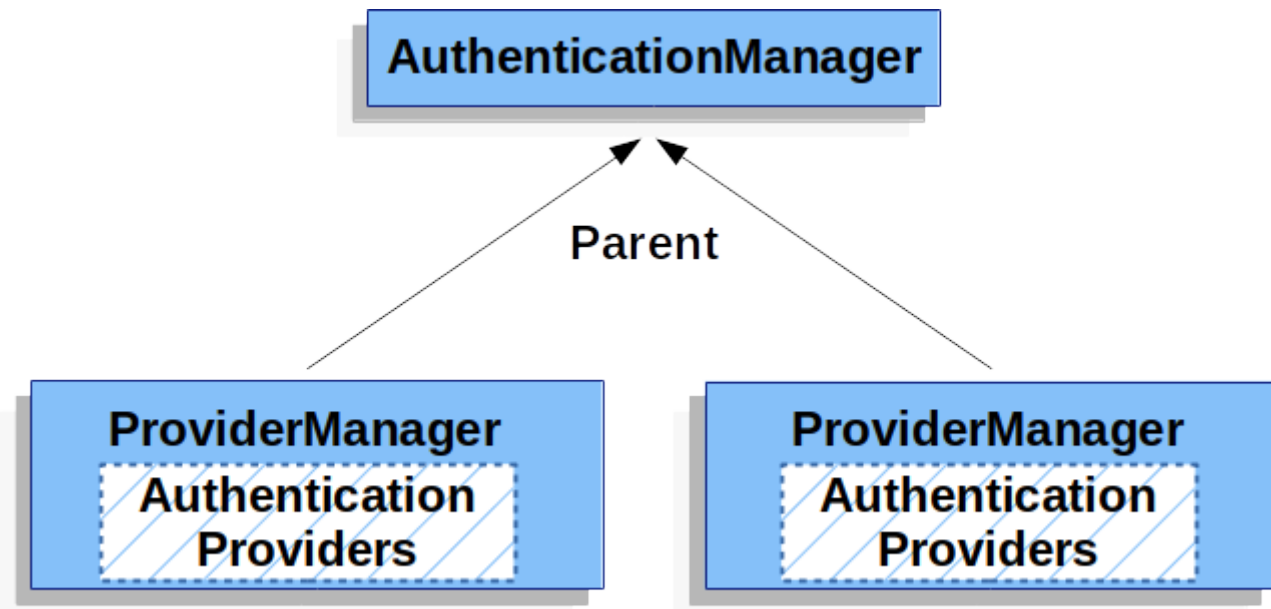 AuthenticationManager
Parent
ProviderManager
Authentication
Providers
ProviderManager
Authentication
Providers